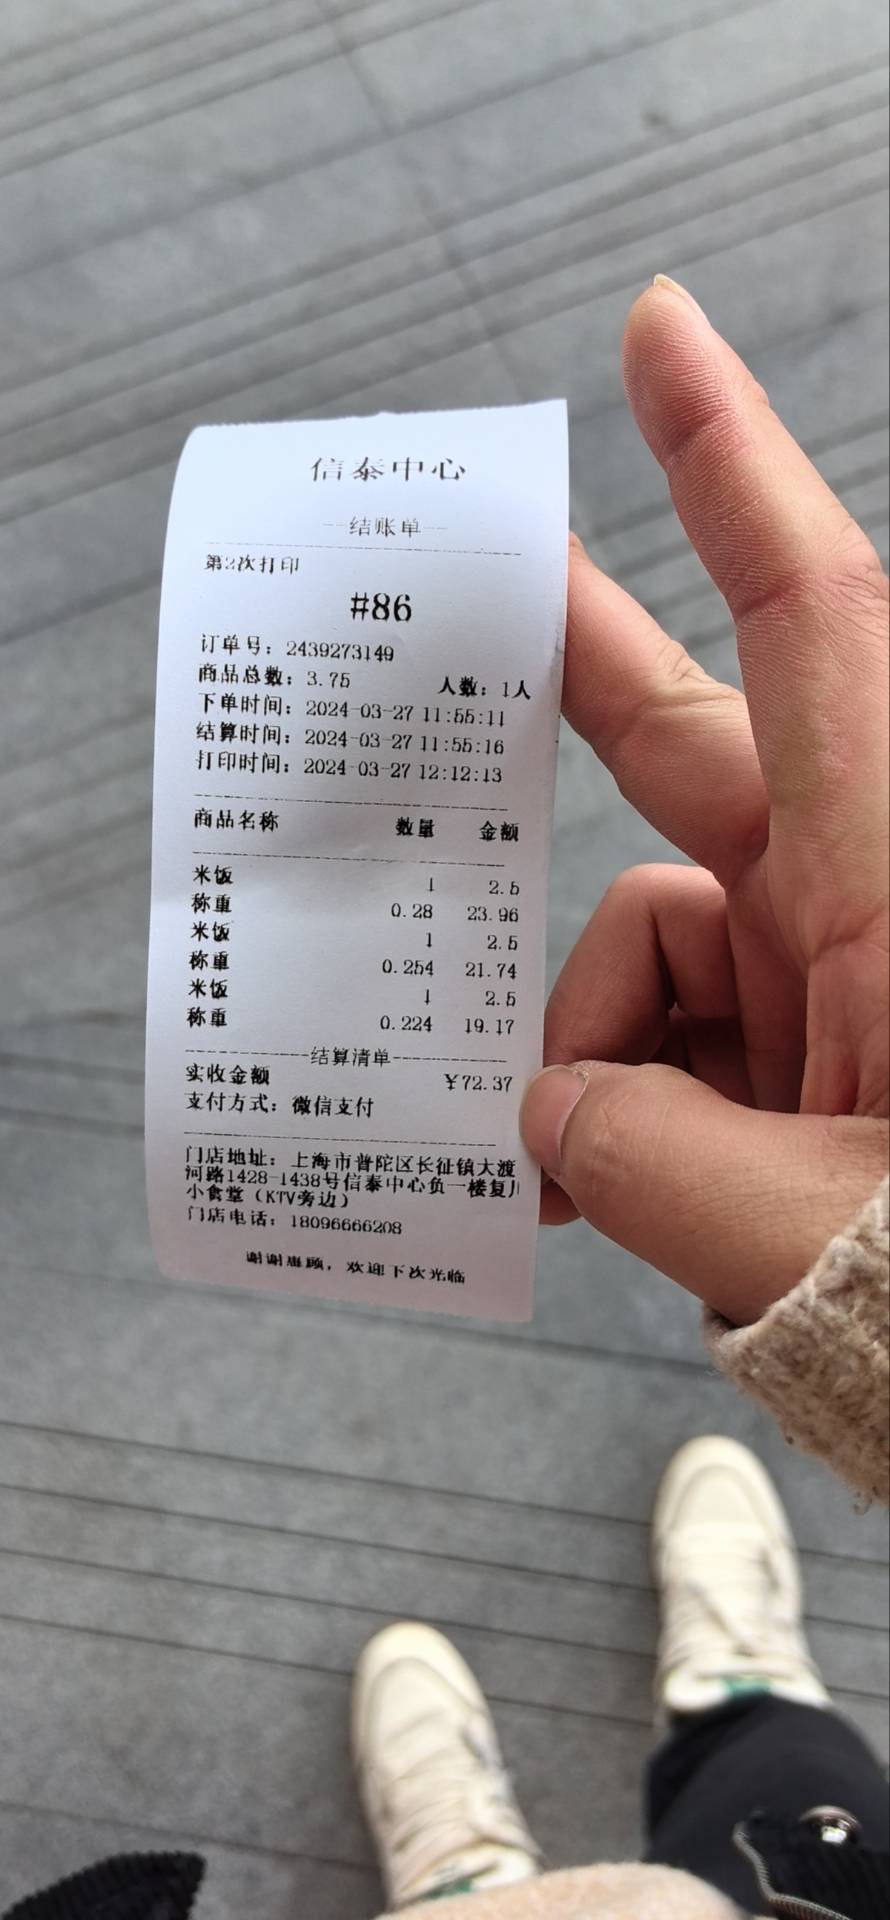 信泰中心
--结账单--
第2次打印
#86
订单号：2439273149
商品总数：3.75 人数：1人
下单时间：2024-03-27 11:55:11
结算时间：2024-03-27 11:55:16
打印时间：2024-03-27 12:12:13
商品名称 数量 金额
米饭 1 2.5
称重 0.28 23.96
米饭 1 2.5
称重 0.254 21.74
米饭 1 2.5
称重 0.224 19.17
------------结算清单------------
实收金额 ¥72.37
支付方式：微信支付
门店地址：上海市普陀区长征镇大渡
河路1428-1438号信泰中心负一楼复
小食堂（KTV旁边）
门店电话：18096666208
谢谢惠顾，欢迎下次光临